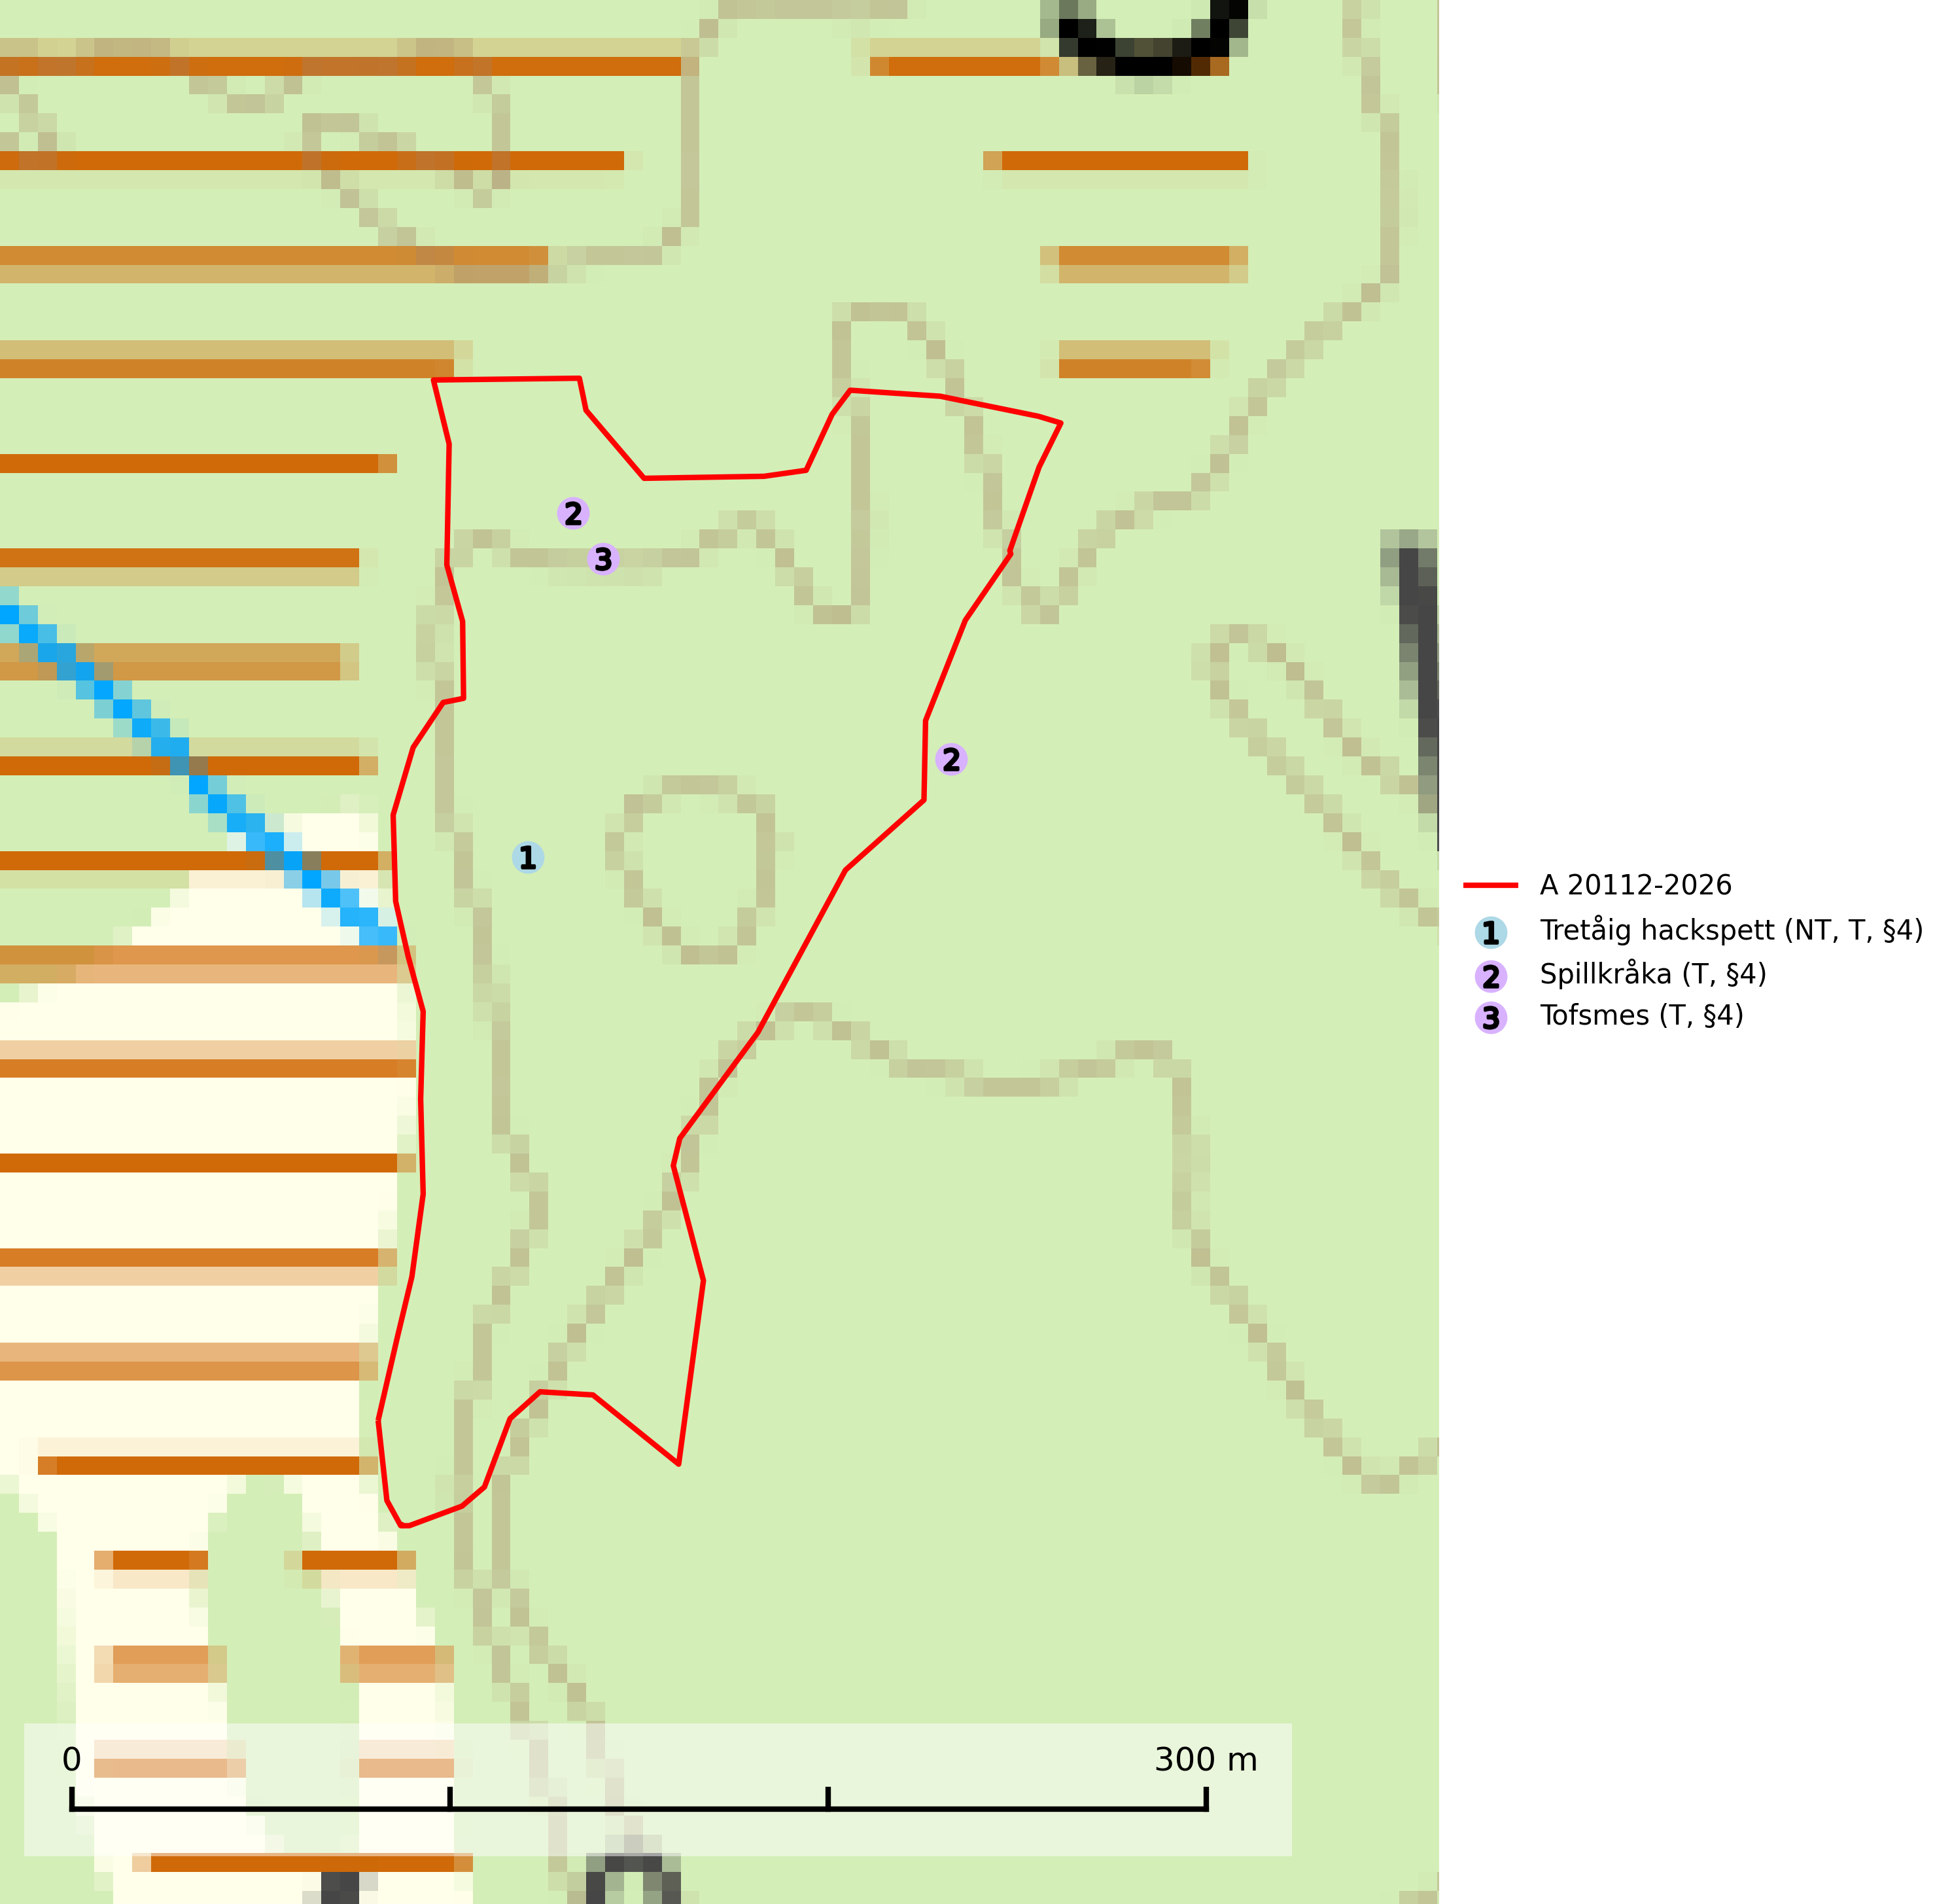 2
3
2
1
A 20112-2026
1 Tretåig hackspett (NT, T, §4)
2 Spillkråka (T, §4)
3 Tofsmes (T, §4)
0 300 m